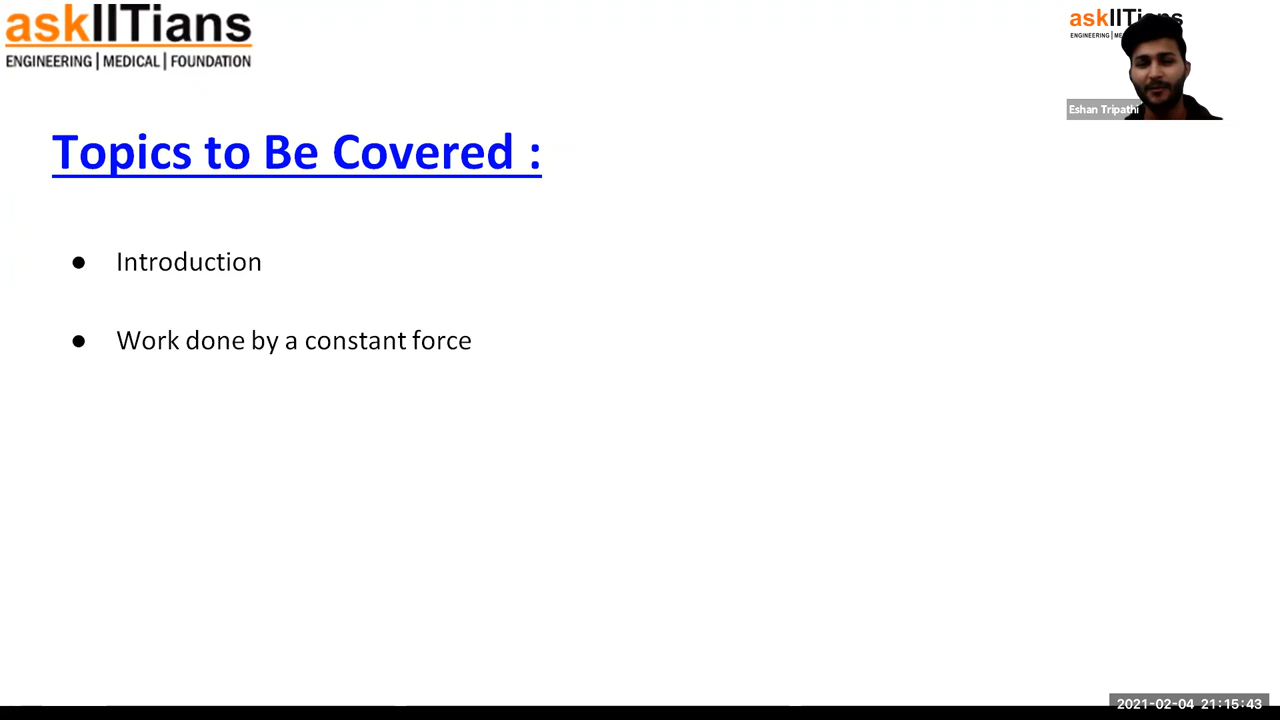 askIITians
ENGINEERING | MEDICAL | FOUNDATION
askIITians
ENGINEERING
Eshan Tripathi
Topics to Be Covered :
● Introduction
● Work done by a constant force
2021-02-04 21:15:43